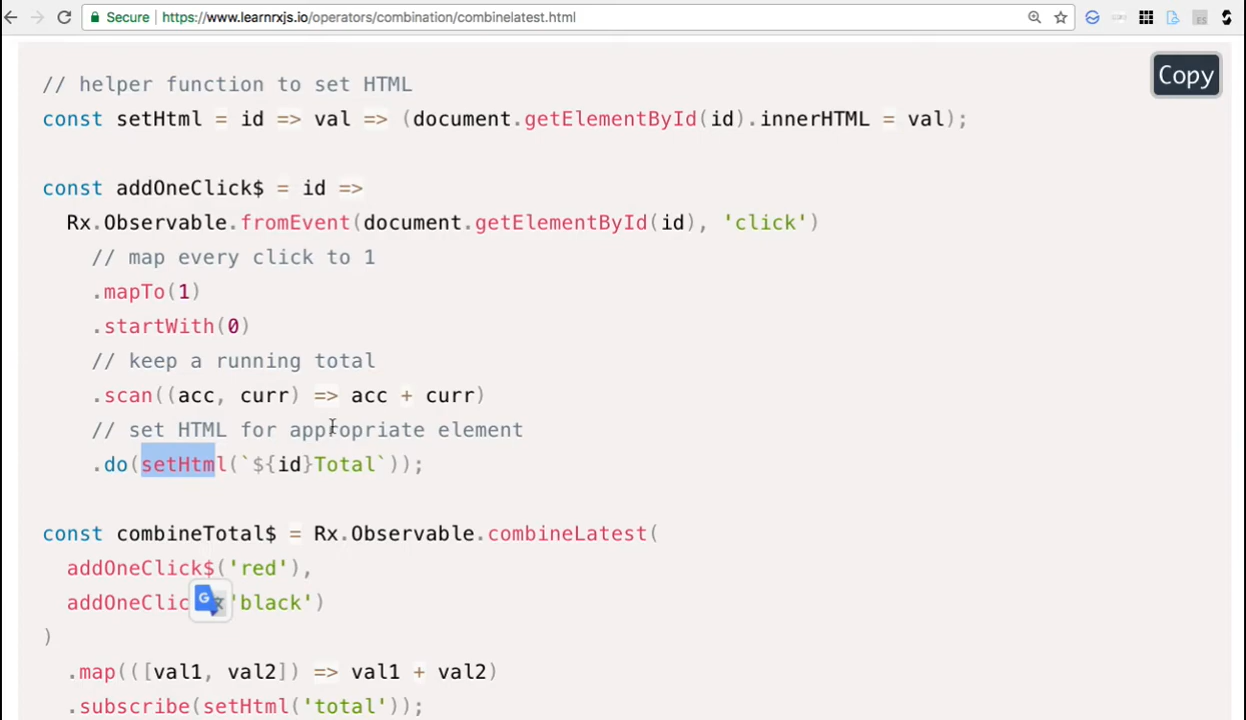 Secure | https://www.learnrxjs.io/operators/combination/combinelatest.html
Copy
// helper function to set HTML
const setHtml = id => val => (document.getElementById(id).innerHTML = val);
const addOneClick$ = id =>
Rx.Observable.fromEvent(document.getElementById(id), 'click')
// map every click to 1
.mapTo(1)
.startWith(0)
// keep a running total
.scan((acc, curr) => acc + curr)
// set HTML for appropriate element
.do(setHtml(`${id}Total`));
const combineTotal$ = Rx.Observable.combineLatest(
addOneClick$('red'),
addOneClic 'black')
)
.map(([val1, val2]) => val1 + val2)
.subscribe(setHtml('total'));